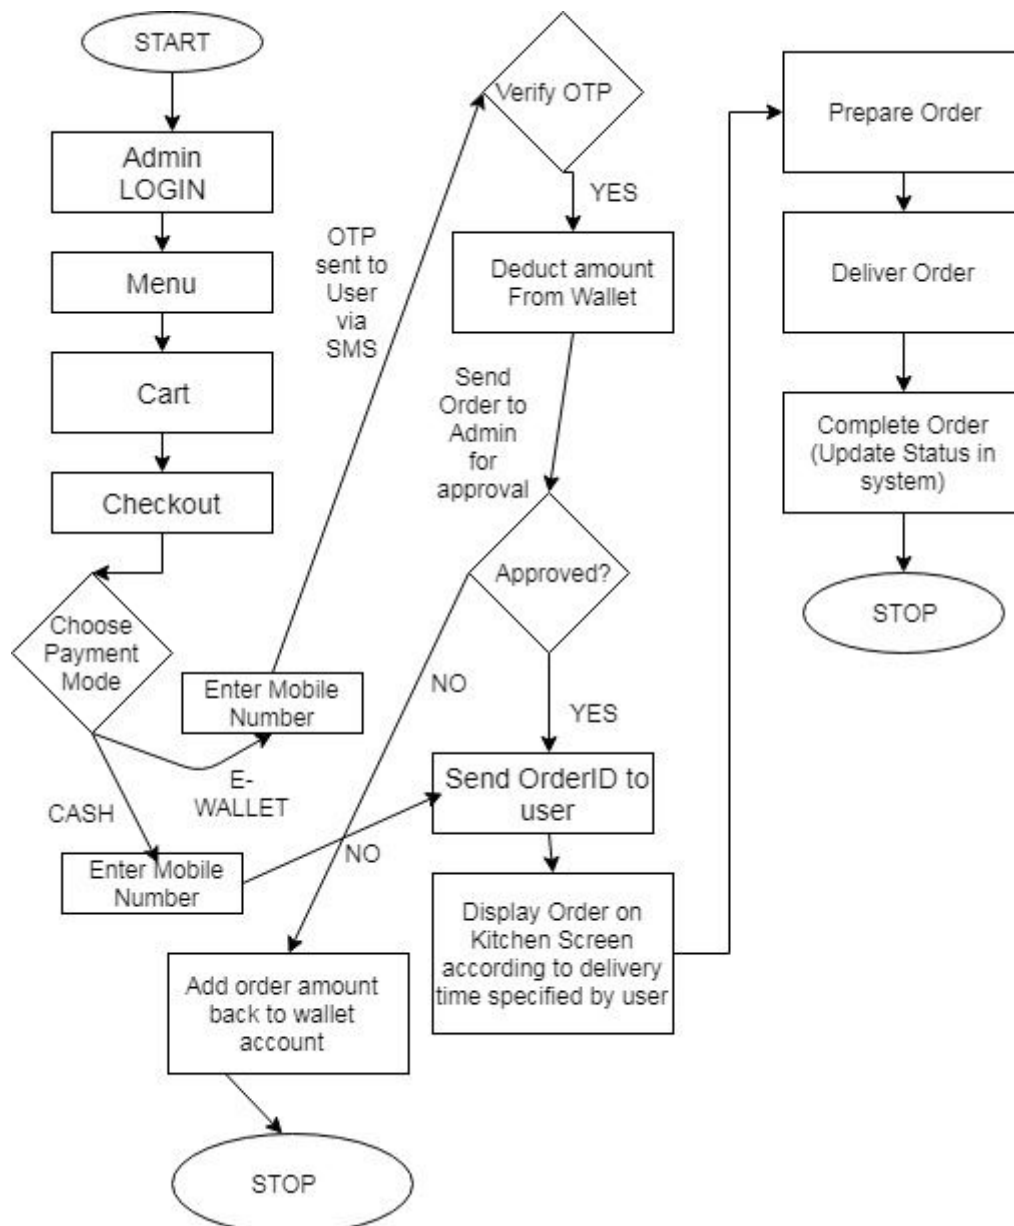 START
Admin
LOGIN
Menu
Cart
Checkout
Choose
Payment
Mode
CASH
E-
WALLET
Enter Mobile
Number
Enter Mobile
Number
OTP
sent to
User
via
SMS
Verify OTP
YES
Deduct amount
From Wallet
Send
Order to
Admin
for
approval
Approved?
NO
YES
NO
Send OrderID to
user
Display Order on
Kitchen Screen
according to delivery
time specified by user
Add order amount
back to wallet
account
STOP
Prepare Order
Deliver Order
Complete Order
(Update Status in
system)
STOP